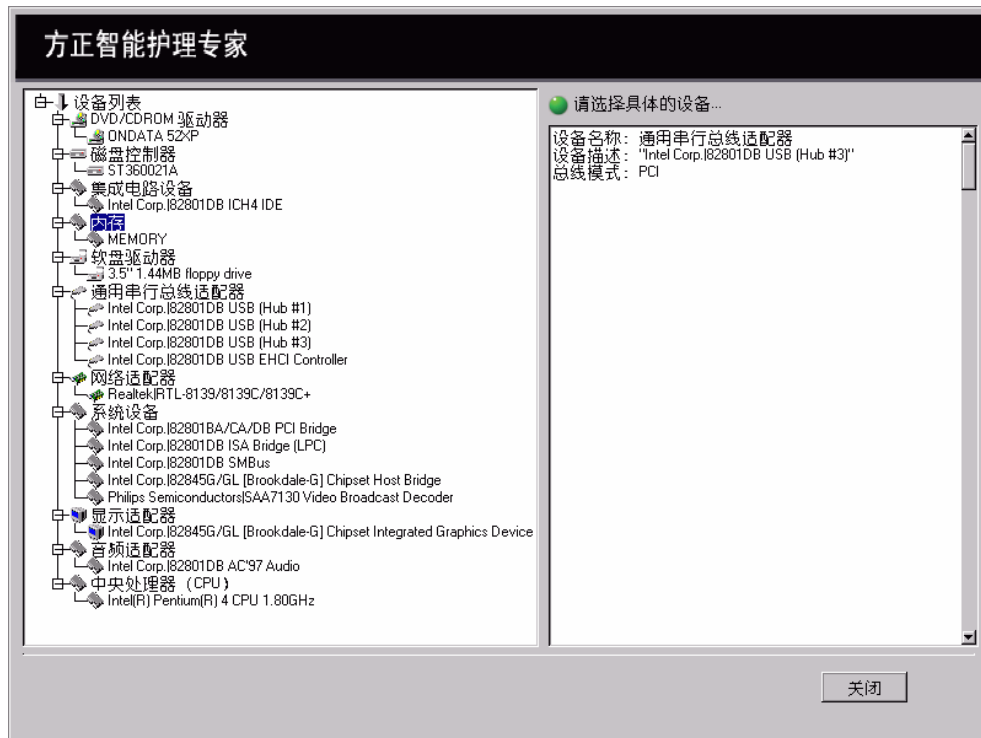 方正智能护理专家
设备列表
DVD/CDROM 驱动器
ONDATA 52XP
磁盘控制器
ST360021A
集成电路设备
Intel Corp.|82801DB ICH4 IDE
内存
MEMORY
软盘驱动器
3.5" 1.44MB floppy drive
通用串行总线适配器
Intel Corp.|82801DB USB (Hub #1)
Intel Corp.|82801DB USB (Hub #2)
Intel Corp.|82801DB USB (Hub #3)
Intel Corp.|82801DB USB EHCI Controller
网络适配器
Realtek|RTL-8139/8139C/8139C+
系统设备
Intel Corp.|82801BA/CA/DB PCI Bridge
Intel Corp.|82801DB ISA Bridge (LPC)
Intel Corp.|82801DB SMBus
Intel Corp.|82845G/GL [Brookdale-G] Chipset Host Bridge
Philips Semiconductors|SAA7130 Video Broadcast Decoder
显示适配器
Intel Corp.|82845G/GL [Brookdale-G] Chipset Integrated Graphics Device
音频适配器
Intel Corp.|82801DB AC'97 Audio
中央处理器 (CPU)
Intel(R) Pentium(R) 4 CPU 1.80GHz
请选择具体的设备...
设备名称: 通用串行总线适配器
设备描述: "Intel Corp.|82801DB USB (Hub #3)"
总线模式: PCI
关闭